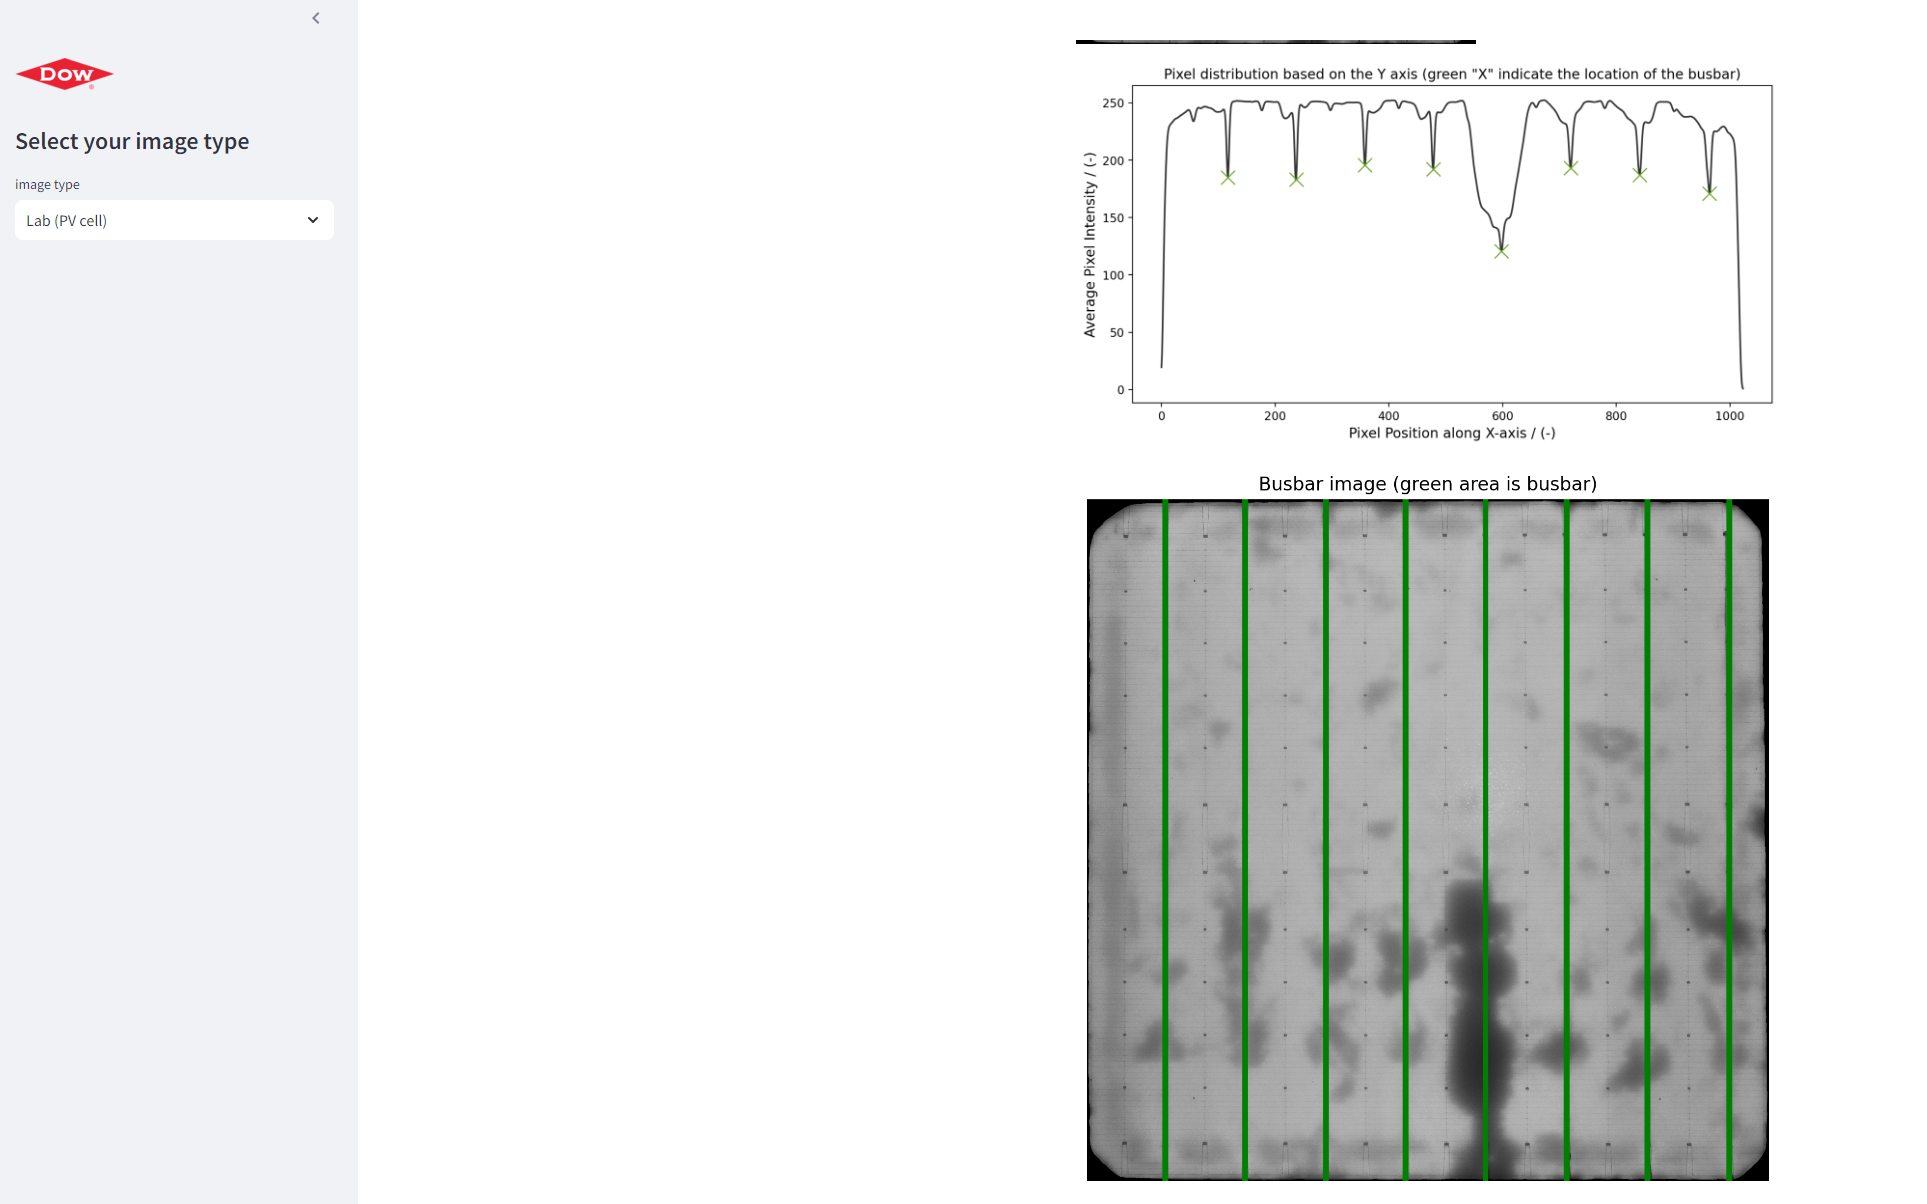 DOW
Select your image type
image type
Lab (PV cell)
Pixel distribution based on the Y axis (green "X" indicate the location of the busbar)
Average Pixel Intensity / (-)
250
200
150
100
50
0
0 200 400 600 800 1000
Pixel Position along X-axis / (-)
Busbar image (green area is busbar)